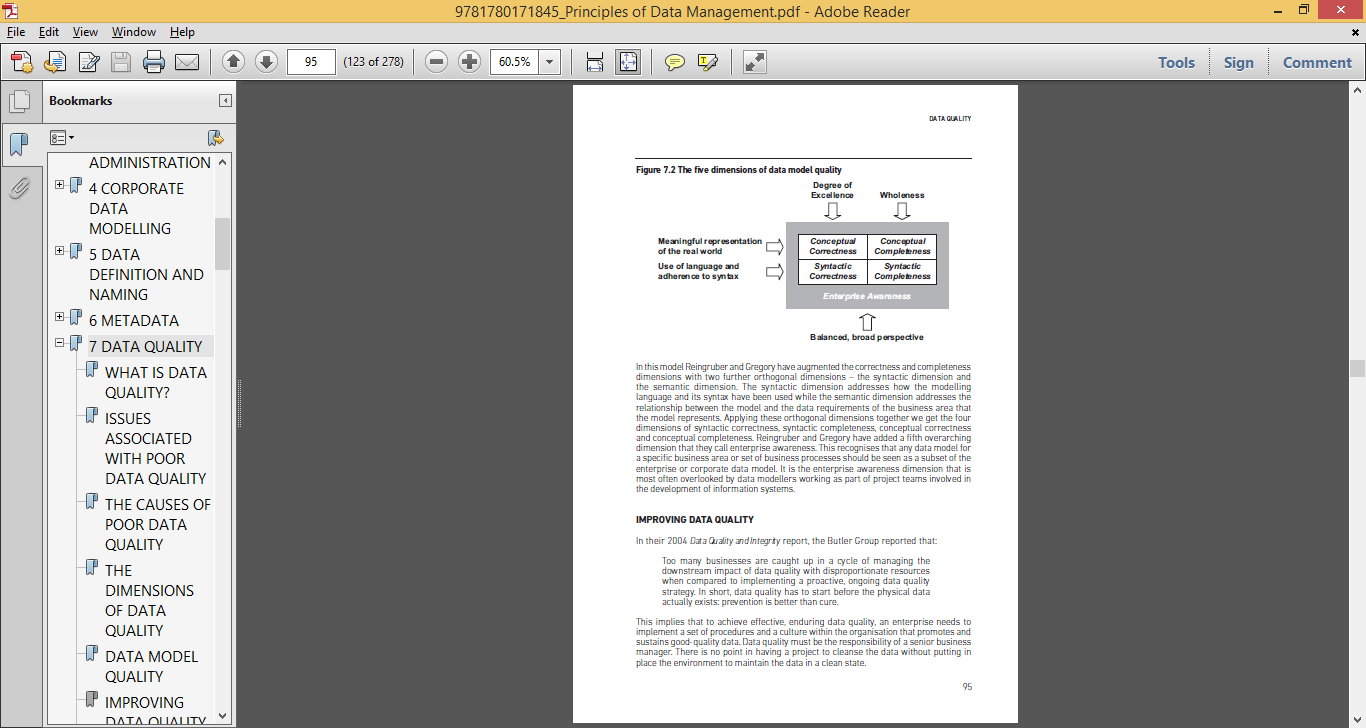 9781780171845_Principles of Data Management.pdf - Adobe Reader
File Edit View Window Help
95 (123 of 278) 60.5% Tools Sign Comment
Bookmarks
ADMINISTRATION
4 CORPORATE
DATA
MODELLING
5 DATA
DEFINITION AND
NAMING
6 METADATA
7 DATA QUALITY
WHAT IS DATA
QUALITY?
ISSUES
ASSOCIATED
WITH POOR
DATA QUALITY
THE CAUSES OF
POOR DATA
QUALITY
THE
DIMENSIONS
OF DATA
QUALITY
DATA MODEL
QUALITY
IMPROVING
DATA QUALITY
DATA QUALITY
Figure 7.2 The five dimensions of data model quality
Degree of
Excellence
Wholeness
Meaningful representation
of the real world
Use of language and
adherence to syntax
Conceptual
Correctness
Conceptual
Completeness
Syntactic
Correctness
Syntactic
Completeness
Enterprise Awareness
Balanced, broad perspective
In this model Reingruber and Gregory have augmented the correctness and completeness
dimensions with two further orthogonal dimensions – the syntactic dimension and
the semantic dimension. The syntactic dimension addresses how the modelling
language and its syntax have been used while the semantic dimension addresses the
relationship between the model and the data requirements of the business area that
the model represents. Applying these orthogonal dimensions together we get the four
dimensions of syntactic correctness, syntactic completeness, conceptual correctness
and conceptual completeness. Reingruber and Gregory have added a fifth overarching
dimension that they call enterprise awareness. This recognises that any data model for
a specific business area or set of business processes should be seen as a subset of the
enterprise or corporate data model. It is the enterprise awareness dimension that is
most often overlooked by data modellers working as part of project teams involved in
the development of information systems.
IMPROVING DATA QUALITY
In their 2004 Data Quality and Integrity report, the Butler Group reported that:
Too many businesses are caught up in a cycle of managing the
downstream impact of data quality with disproportionate resources
when compared to implementing a proactive, ongoing data quality
strategy. In short, data quality has to start before the physical data
actually exists: prevention is better than cure.
This implies that to achieve effective, enduring data quality, an enterprise needs to
implement a set of procedures and a culture within the organisation that promotes and
sustains good-quality data. Data quality must be the responsibility of a senior business
manager. There is no point in having a project to cleanse the data without putting in
place the environment to maintain the data in a clean state.
95